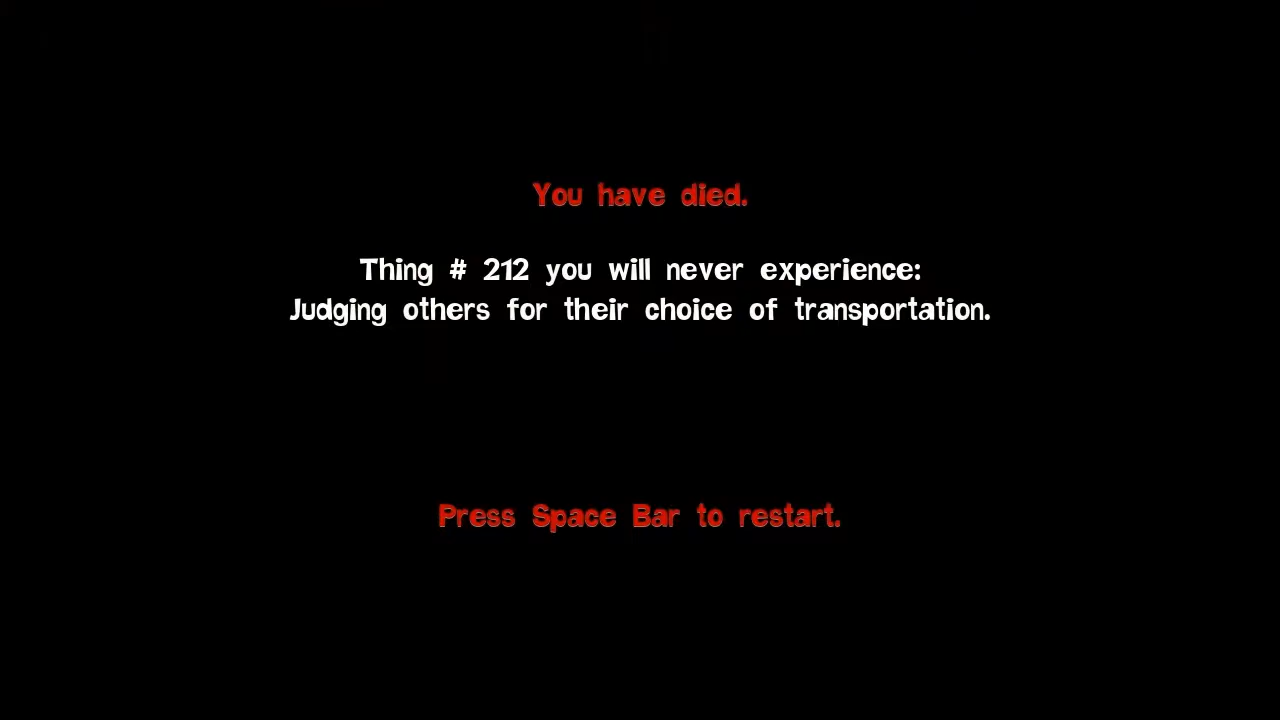 You have died.
Thing # 212 you will never experience:
Judging others for their choice of transportation.
Press Space Bar to restart.